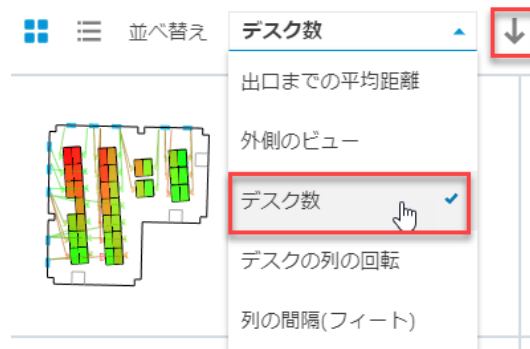 並べ替え デスク数
出口までの平均距離
外側のビュー
デスク数
デスクの列の回転
列の間隔(フィート)